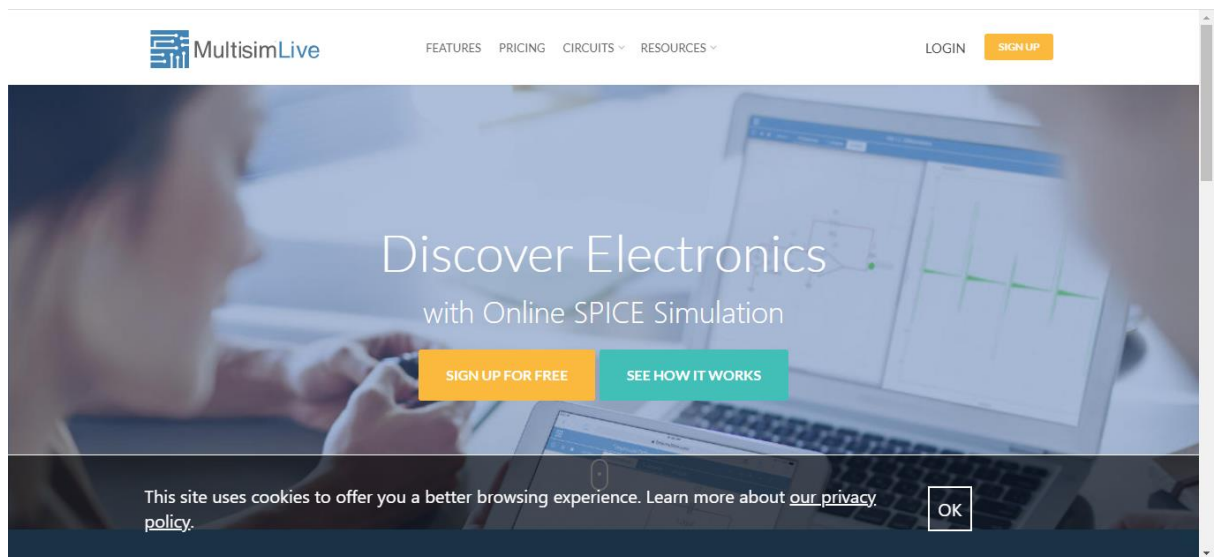 MultisimLive
FEATURES PRICING CIRCUITS RESOURCES
LOGIN
SIGN UP
Discover Electronics
with Online SPICE Simulation
SIGN UP FOR FREE
SEE HOW IT WORKS
This site uses cookies to offer you a better browsing experience. Learn more about our privacy
policy.
OK